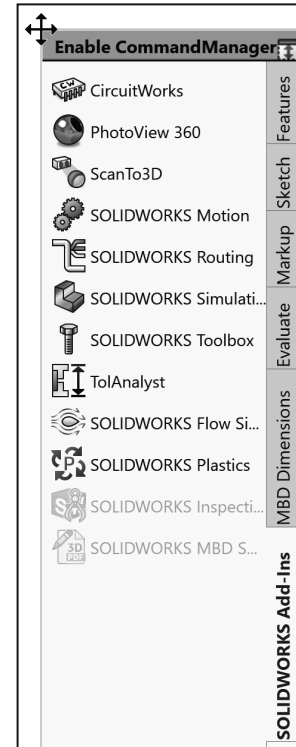 Enable CommandManager
CircuitWorks
PhotoView 360
ScanTo3D
SOLIDWORKS Motion
SOLIDWORKS Routing
SOLIDWORKS Simulati...
SOLIDWORKS Toolbox
TolAnalyst
SOLIDWORKS Flow Si...
SOLIDWORKS Plastics
SOLIDWORKS Inspecti...
SOLIDWORKS MBD S...
Features
Sketch
Markup
Evaluate
MBD Dimensions
SOLIDWORKS Add-Ins